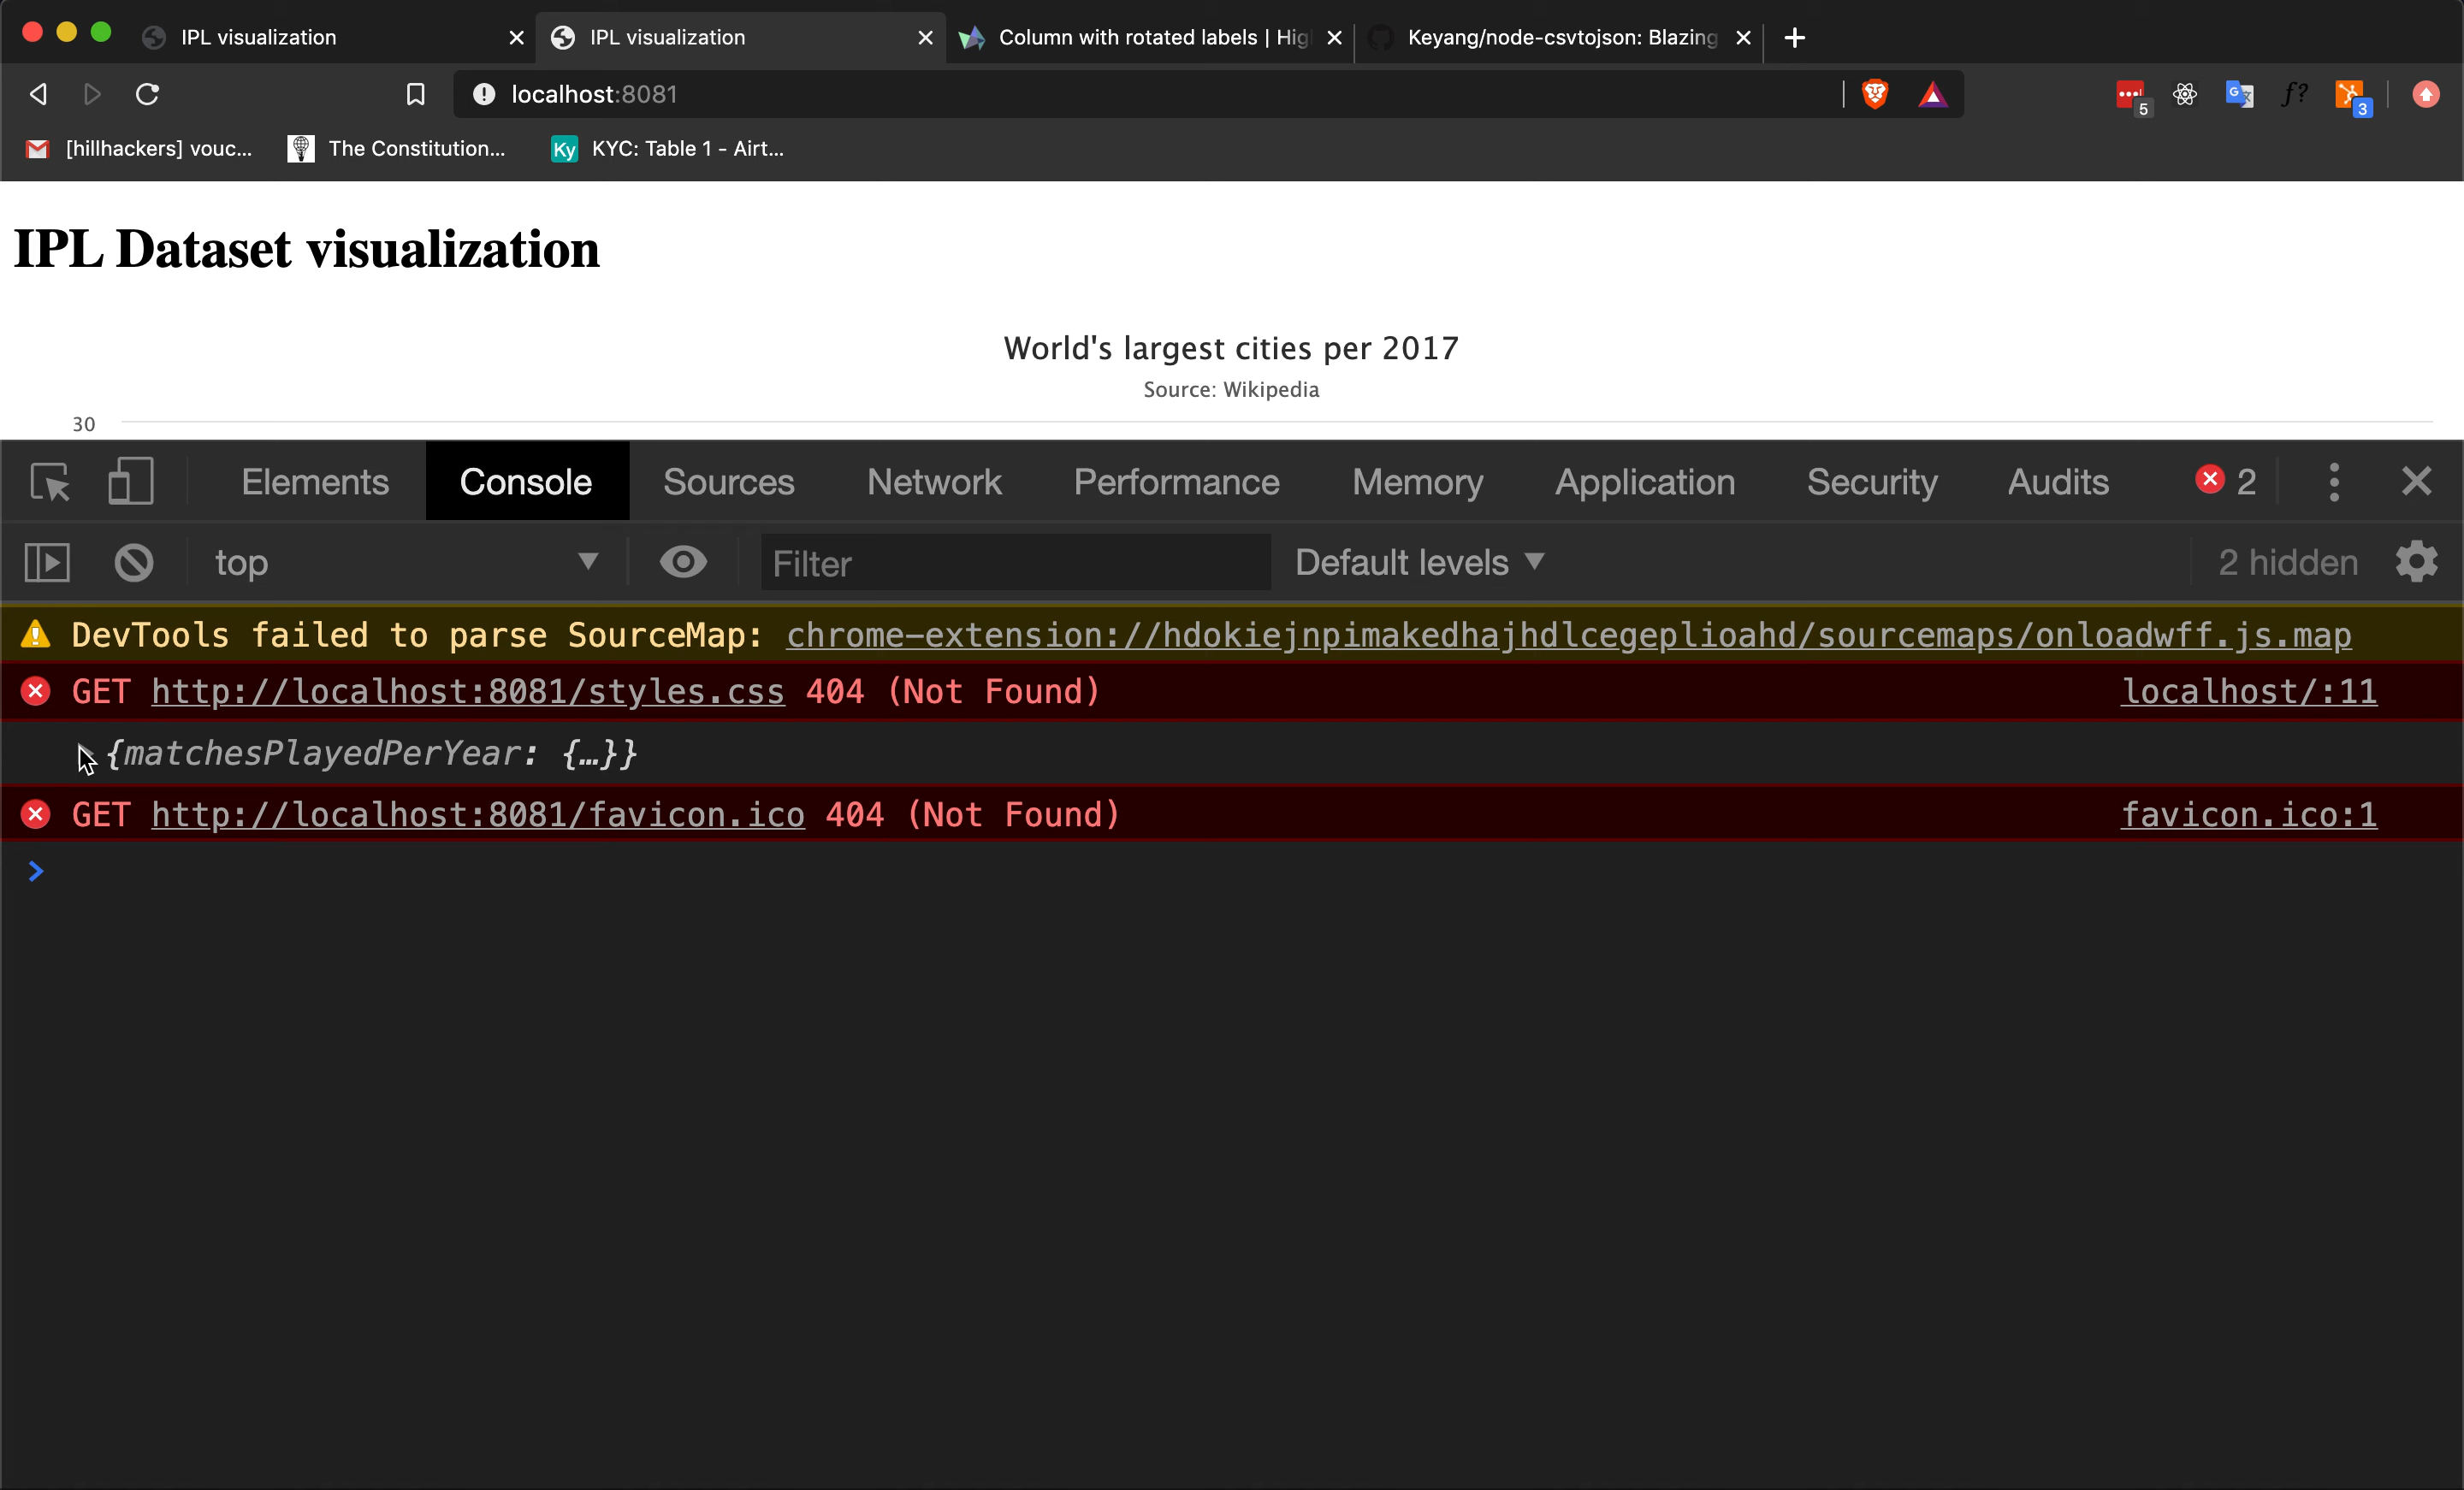 IPL visualization
IPL visualization
Column with rotated labels | Hig
Keyang/node-csvtojson: Blazing
localhost:8081
5
f?
3
[hillhackers] vouc...
The Constitution...
Ky KYC: Table 1 - Airt...
IPL Dataset visualization
World's largest cities per 2017
Source: Wikipedia
30
Elements Console Sources Network Performance Memory Application Security Audits 2
top Filter Default levels 2 hidden
DevTools failed to parse SourceMap: chrome-extension://hdokiejnpimakedhajhdlcegeplioahd/sourcemaps/onloadwff.js.map
GET http://localhost:8081/styles.css 404 (Not Found) localhost/:11
{matchesPlayedPerYear: {…}}
GET http://localhost:8081/favicon.ico 404 (Not Found) favicon.ico:1